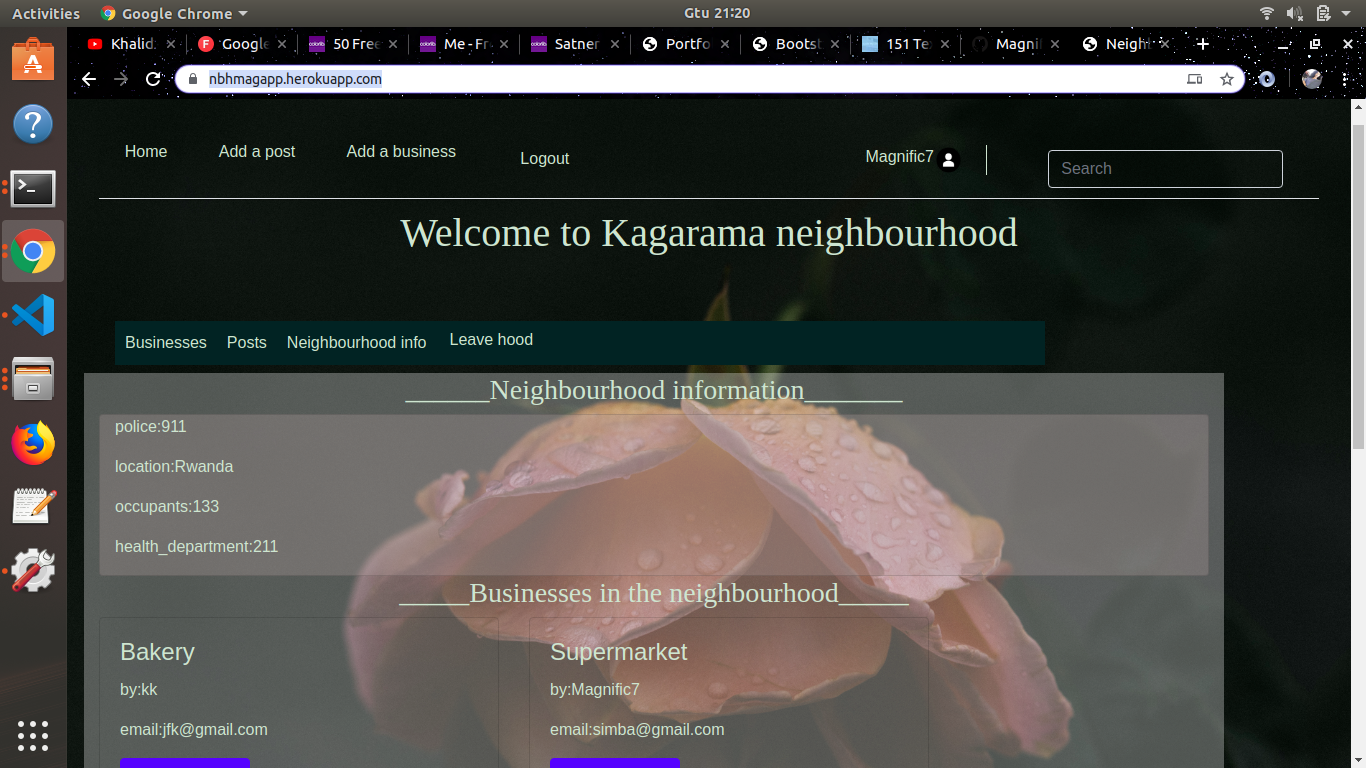 Activities Google Chrome Gtu 21:20
Khalid: Google 50 Free Me - Fr Satner Portfo Bootst 151 Te Magni Neigh
nbhmagapp.herokuapp.com
Home Add a post Add a business Logout Magnific7 Search
Welcome to Kagarama neighbourhood
Businesses Posts Neighbourhood info Leave hood
______Neighbourhood information_______
police:911
location:Rwanda
occupants:133
health_department:211
_____Businesses in the neighbourhood_____
Bakery Supermarket
by:kk by:Magnific7
email:jfk@gmail.com email:simba@gmail.com